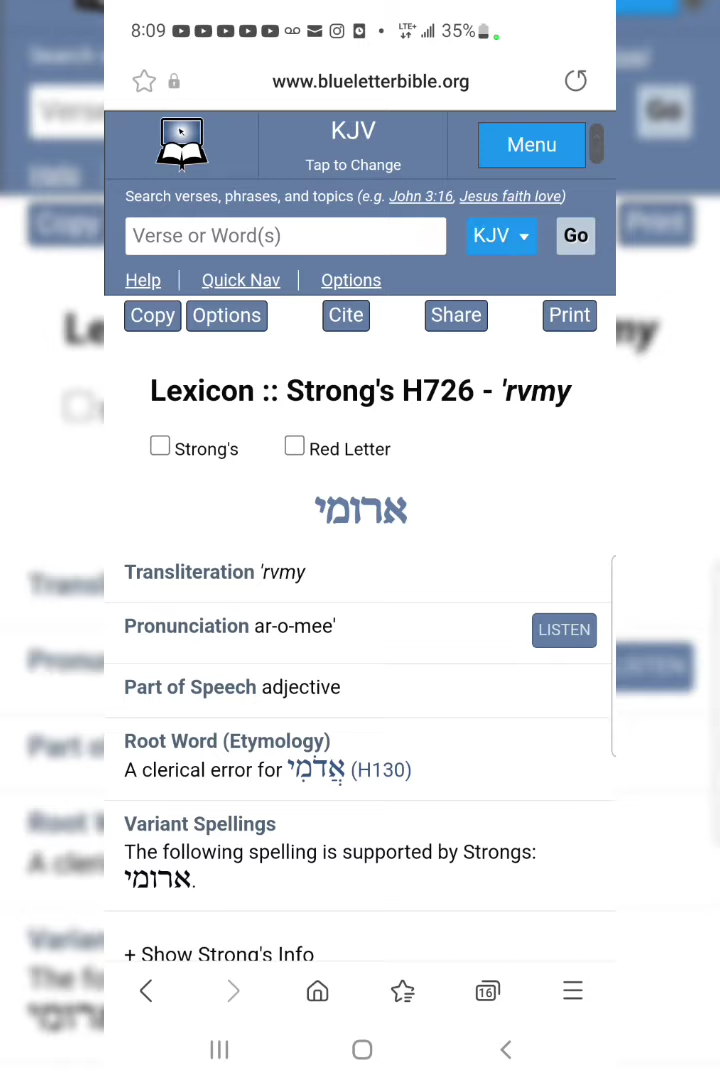 8:09 LTE+ 35%
www.blueletterbible.org
KJV
Tap to Change
Menu
Search verses, phrases, and topics (e.g. John 3:16, Jesus faith love)
Verse or Word(s) KJV Go
Help Quick Nav Options
Copy Options Cite Share Print
Lexicon :: Strong's H726 - 'rvmy
Strong's Red Letter
ארומי
Transliteration 'rvmy
Pronunciation ar-o-mee' LISTEN
Part of Speech adjective
Root Word (Etymology)
A clerical error for אֲדֹמִי (H130)
Variant Spellings
The following spelling is supported by Strongs:
ארומי.
+ Show Strong's Info
16